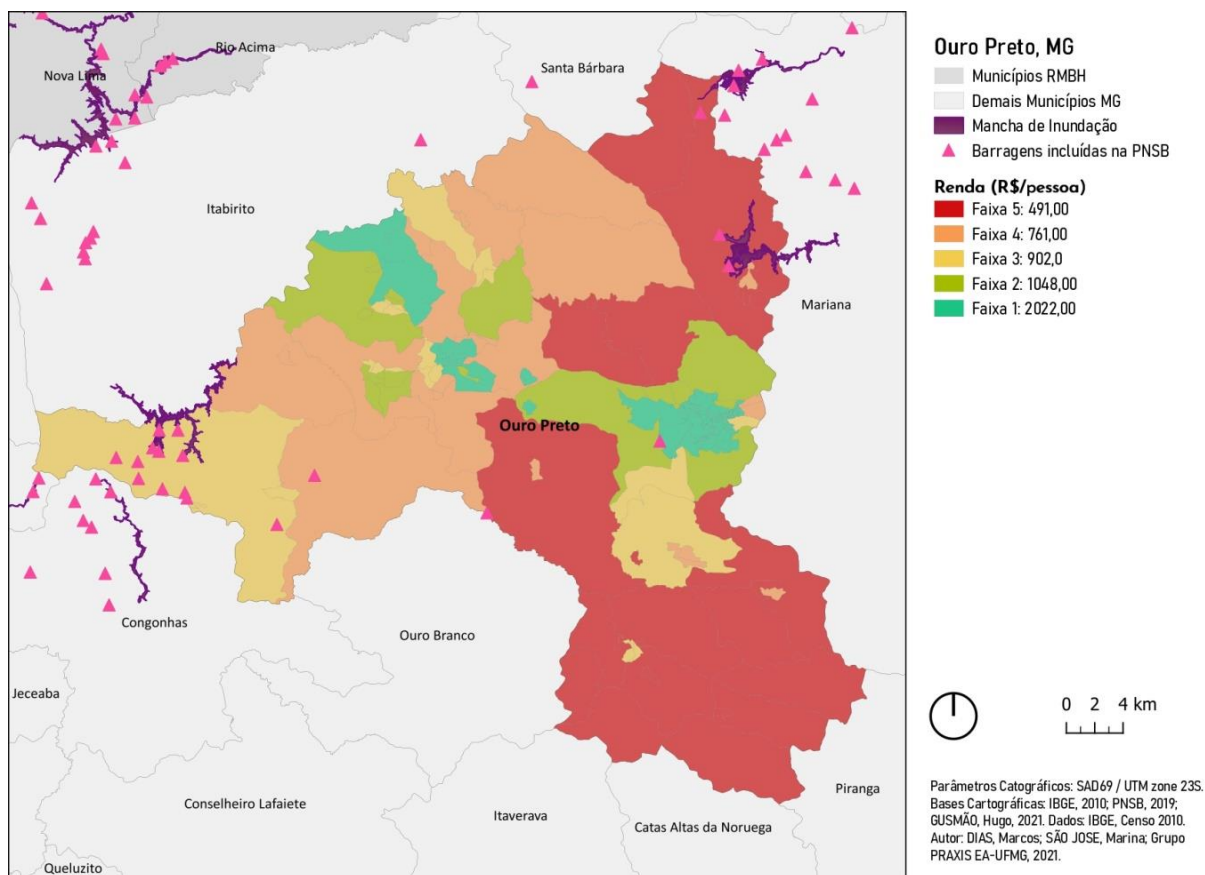 Rio Acima
Nova Lima
Santa Bárbara
Itabirito
Mariana
Ouro Preto
Congonhas
Ouro Branco
Jeceaba
Piranga
Conselheiro Lafaiete
Itaverava
Catas Altas da Noruega
Queluzito
Ouro Preto, MG
Municípios RMBH
Demais Municípios MG
Mancha de Inundação
Barragens incluídas na PNSB
Renda (R$/pessoa)
Faixa 5: 491,00
Faixa 4: 761,00
Faixa 3: 902,0
Faixa 2: 1048,00
Faixa 1: 2022,00
0 2 4 km
Parâmetros Catográficos: SAD69 / UTM zone 23S.
Bases Cartográficas: IBGE, 2010; PNSB, 2019;
GUSMÃO, Hugo, 2021. Dados: IBGE, Censo 2010.
Autor: DIAS, Marcos; SÃO JOSE, Marina; Grupo
PRAXIS EA-UFMG, 2021.